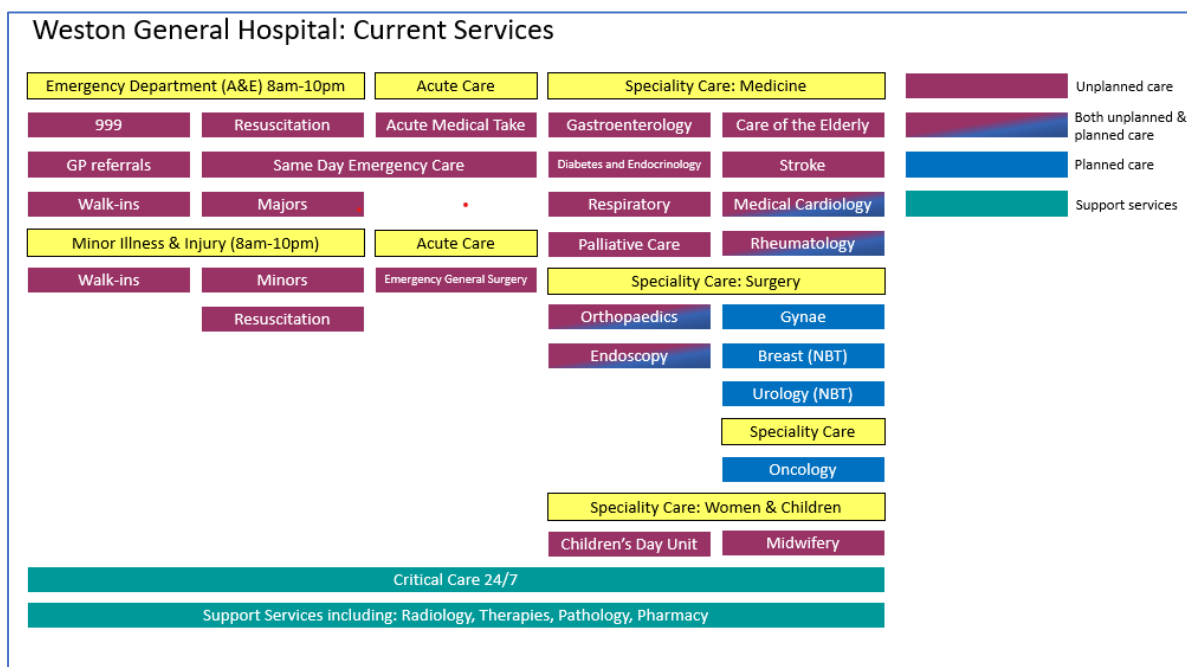 Weston General Hospital: Current Services
Emergency Department (A&E) 8am-10pm
Acute Care
Speciality Care: Medicine
Unplanned care
999
Resuscitation
Acute Medical Take
Gastroenterology
Care of the Elderly
Both unplanned &
planned care
GP referrals
Same Day Emergency Care
Diabetes and Endocrinology
Stroke
Planned care
Walk-ins
Majors
Respiratory
Medical Cardiology
Support services
Minor Illness & Injury (8am-10pm)
Acute Care
Palliative Care
Rheumatology
Walk-ins
Minors
Emergency General Surgery
Speciality Care: Surgery
Resuscitation
Orthopaedics
Gynae
Endoscopy
Breast (NBT)
Urology (NBT)
Speciality Care
Oncology
Speciality Care: Women & Children
Children's Day Unit
Midwifery
Critical Care 24/7
Support Services including: Radiology, Therapies, Pathology, Pharmacy